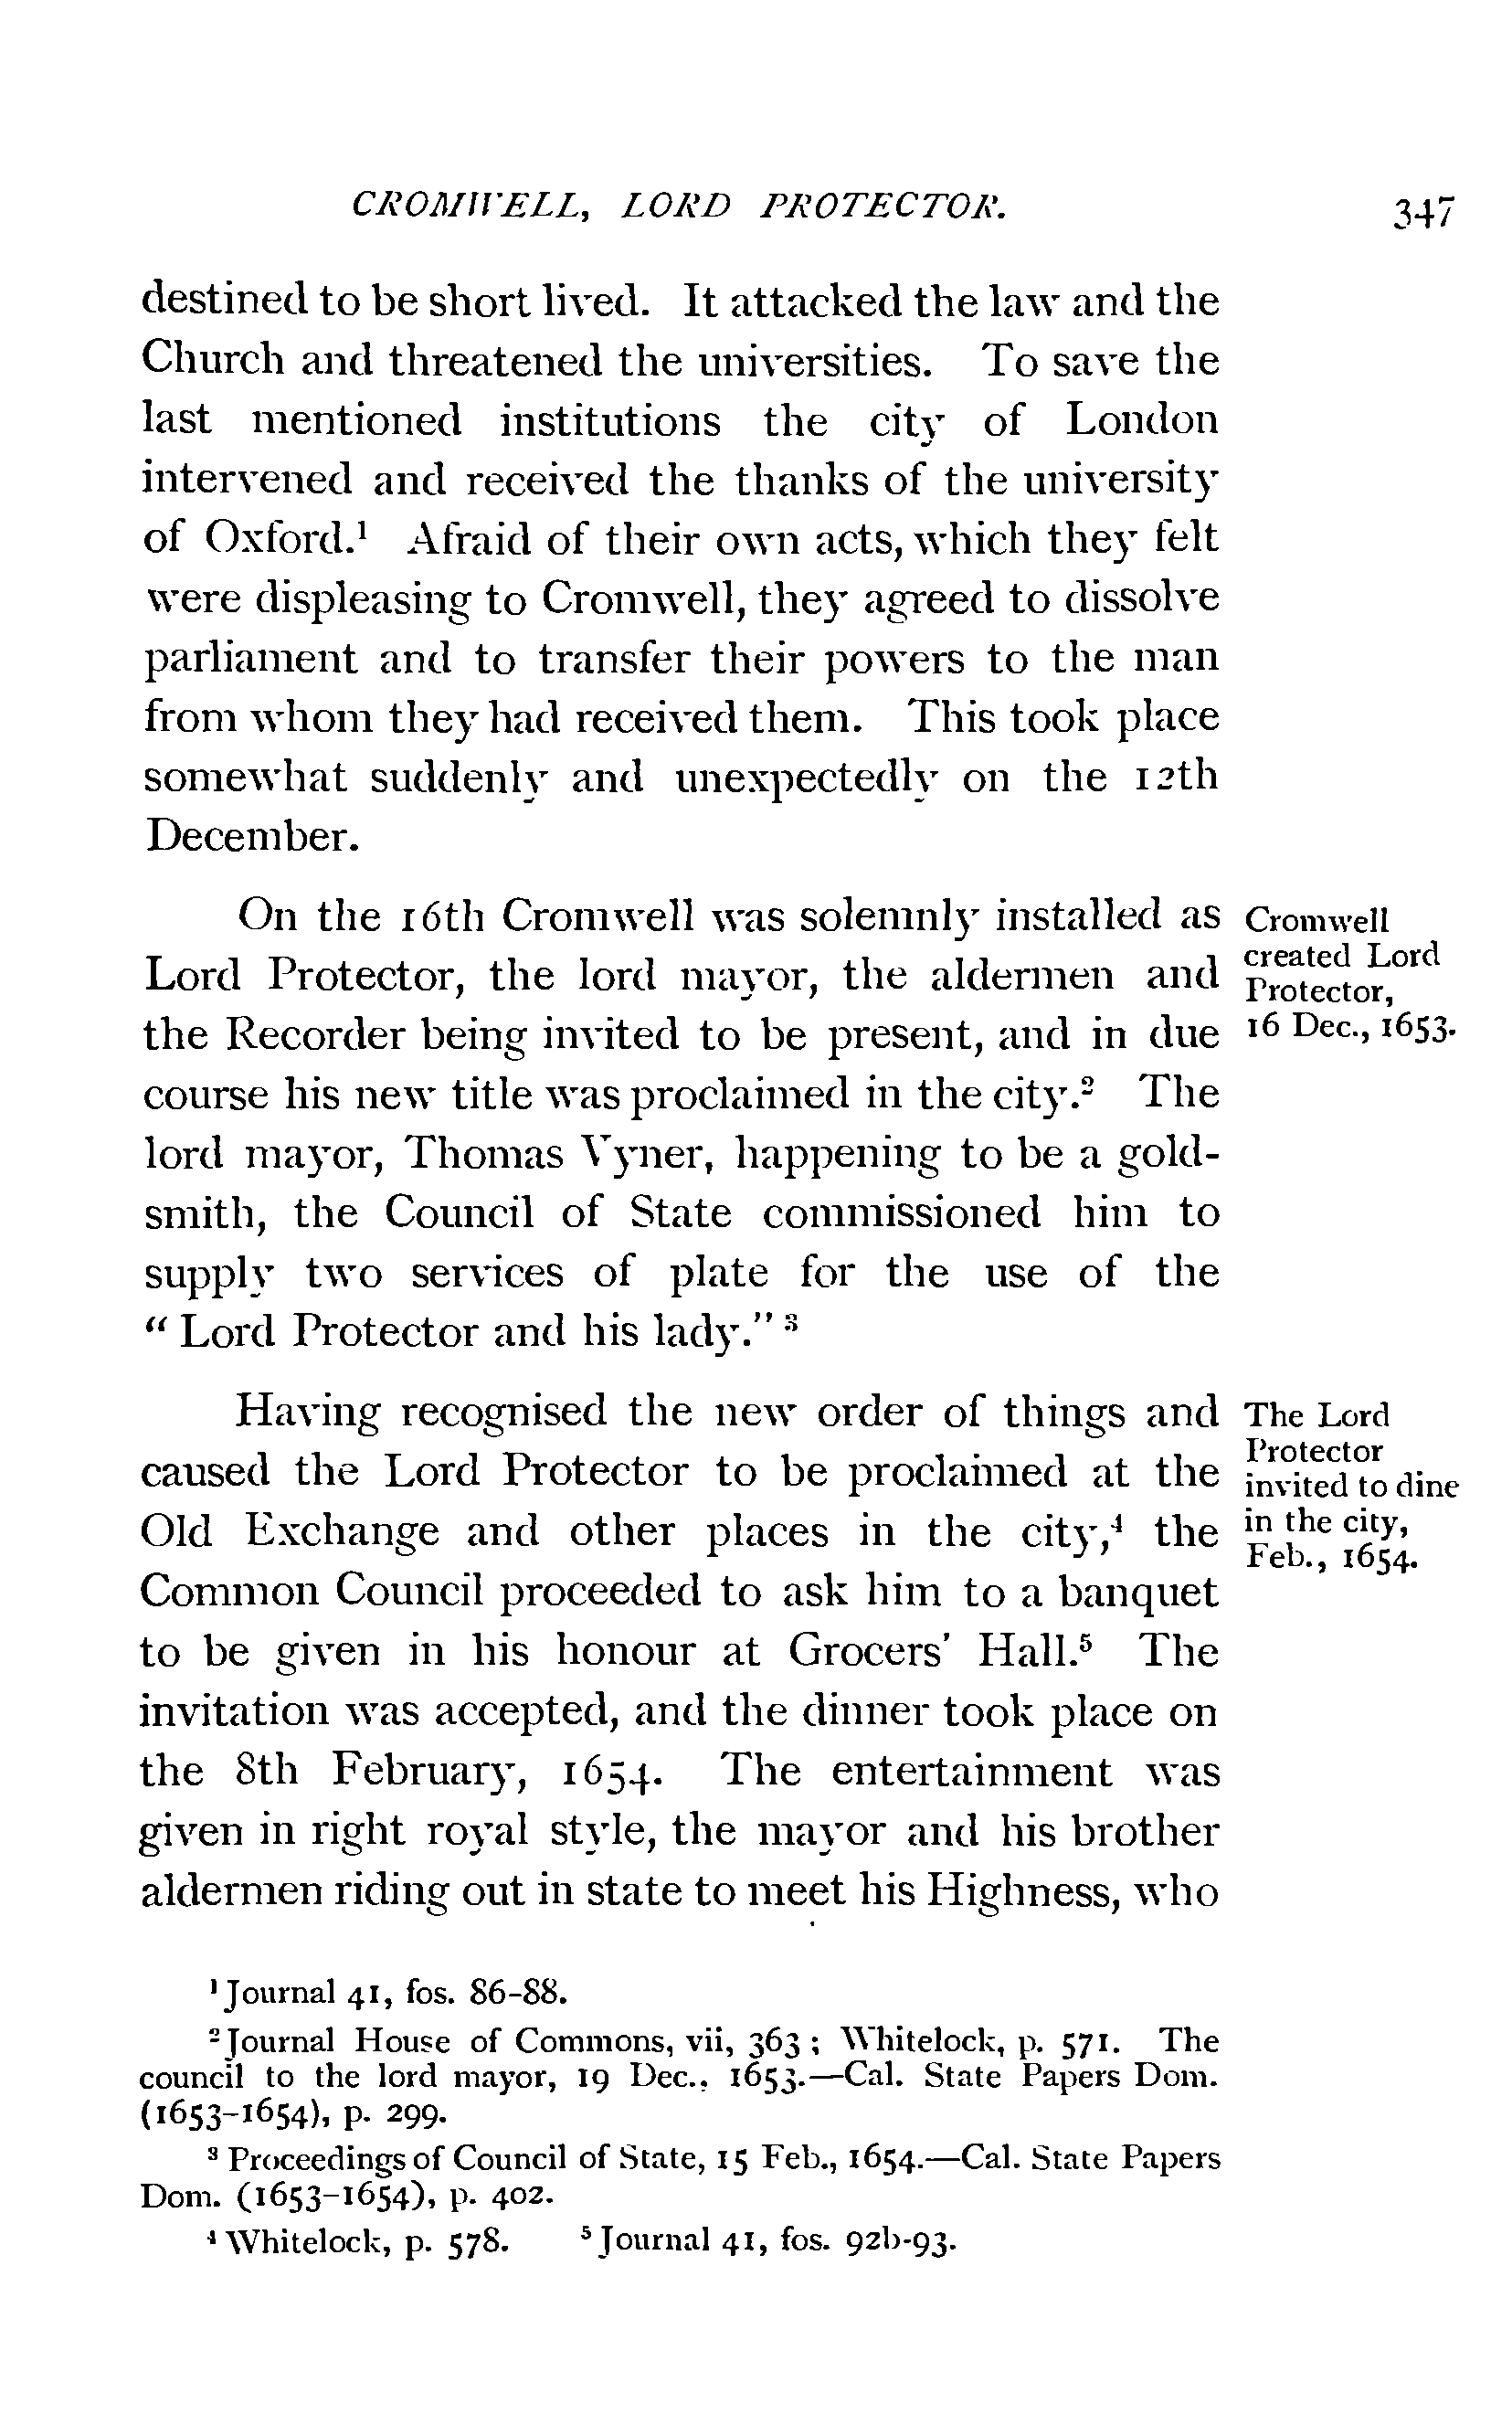 CROMWELL, LORD PROTECTOR. 347
destined to be short lived. It attacked the law and the
Church and threatened the universities. To save the
last mentioned institutions the city of London
intervened and received the thanks of the university
of Oxford.¹ Afraid of their own acts, which they felt
were displeasing to Cromwell, they agreed to dissolve
parliament and to transfer their powers to the man
from whom they had received them. This took place
somewhat suddenly and unexpectedly on the 12th
December.
On the 16th Cromwell was solemnly installed as
Lord Protector, the lord mayor, the aldermen and
the Recorder being invited to be present, and in due
course his new title was proclaimed in the city.² The
lord mayor, Thomas Vyner, happening to be a gold-
smith, the Council of State commissioned him to
supply two services of plate for the use of the
“ Lord Protector and his lady.” ³
Cromwell
created Lord
Protector,
16 Dec., 1653.
Having recognised the new order of things and
caused the Lord Protector to be proclaimed at the
Old Exchange and other places in the city,⁴ the
Common Council proceeded to ask him to a banquet
to be given in his honour at Grocers' Hall.⁵ The
invitation was accepted, and the dinner took place on
the 8th February, 1654. The entertainment was
given in right royal style, the mayor and his brother
aldermen riding out in state to meet his Highness, who
The Lord
Protector
invited to dine
in the city,
Feb., 1654.
¹ Journal 41, fos. 86-88.
² Journal House of Commons, vii, 363 ; Whitelock, p. 571. The
council to the lord mayor, 19 Dec., 1653.—Cal. State Papers Dom.
(1653-1654), p. 299.
³ Proceedings of Council of State, 15 Feb., 1654.—Cal. State Papers
Dom. (1653-1654), p. 402.
⁴ Whitelock, p. 578. ⁵ Journal 41, fos. 92b-93.